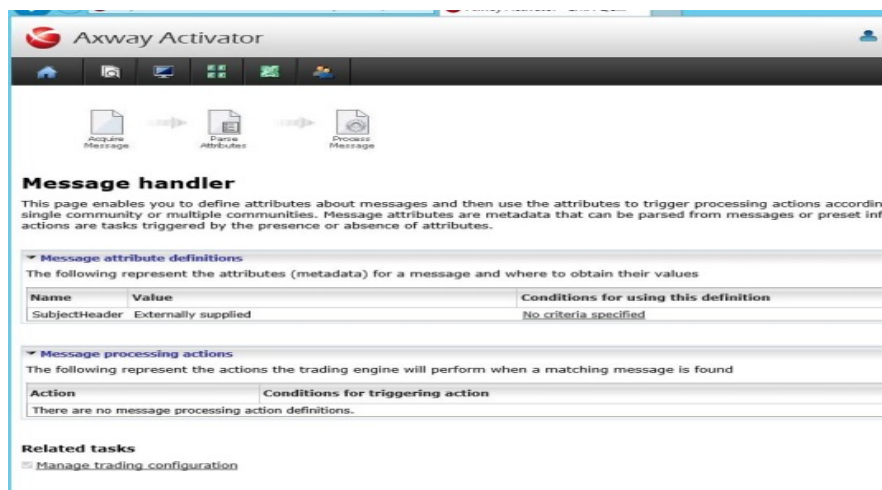 Axway Activator
Acquire
Message
Parse
Attributes
Process
Message
Message handler
This page enables you to define attributes about messages and then use the attributes to trigger processing actions accordin
single community or multiple communities. Message attributes are metadata that can be parsed from messages or preset inf
actions are tasks triggered by the presence or absence of attributes.
Message attribute definitions
The following represent the attributes (metadata) for a message and where to obtain their values
Name Value Conditions for using this definition
SubjectHeader Externally supplied No criteria specified
Message processing actions
The following represent the actions the trading engine will perform when a matching message is found
Action Conditions for triggering action
There are no message processing action definitions.
Related tasks
Manage trading configuration